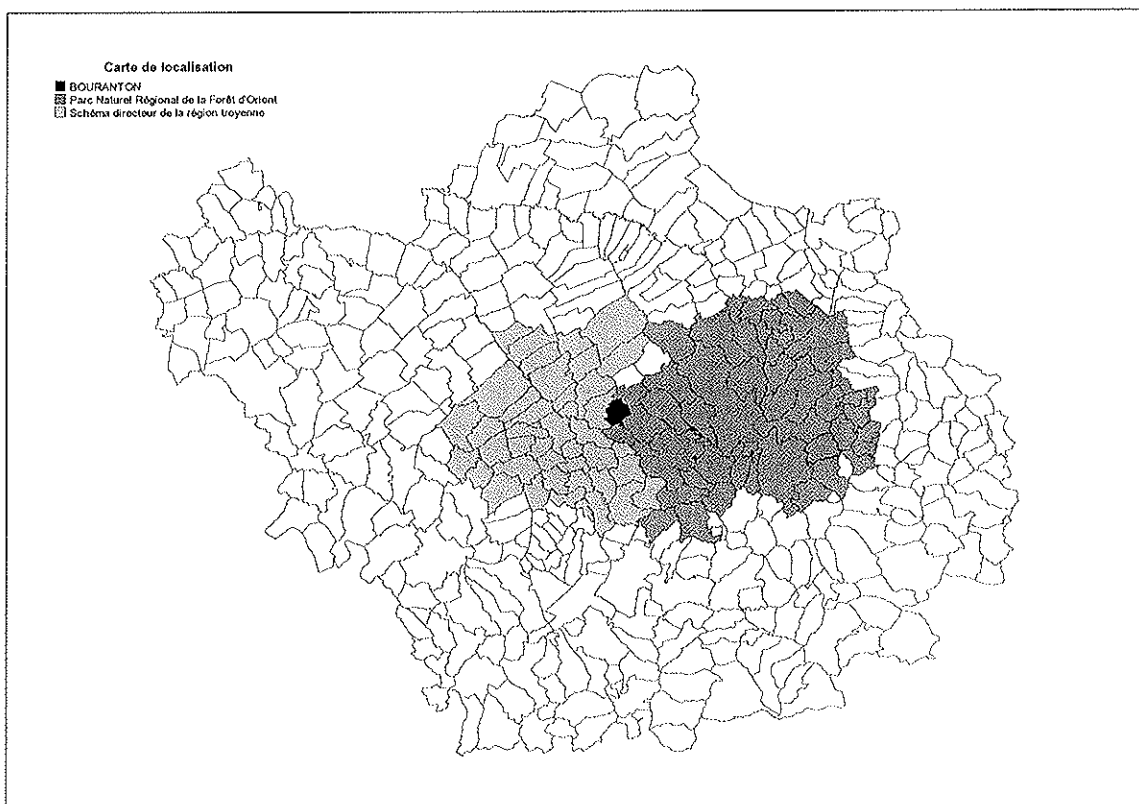 Carte de localisation
BOURANTON
Parc Naturel Régional de la Forêt d'Orient
Schéma directeur de la région troyenne